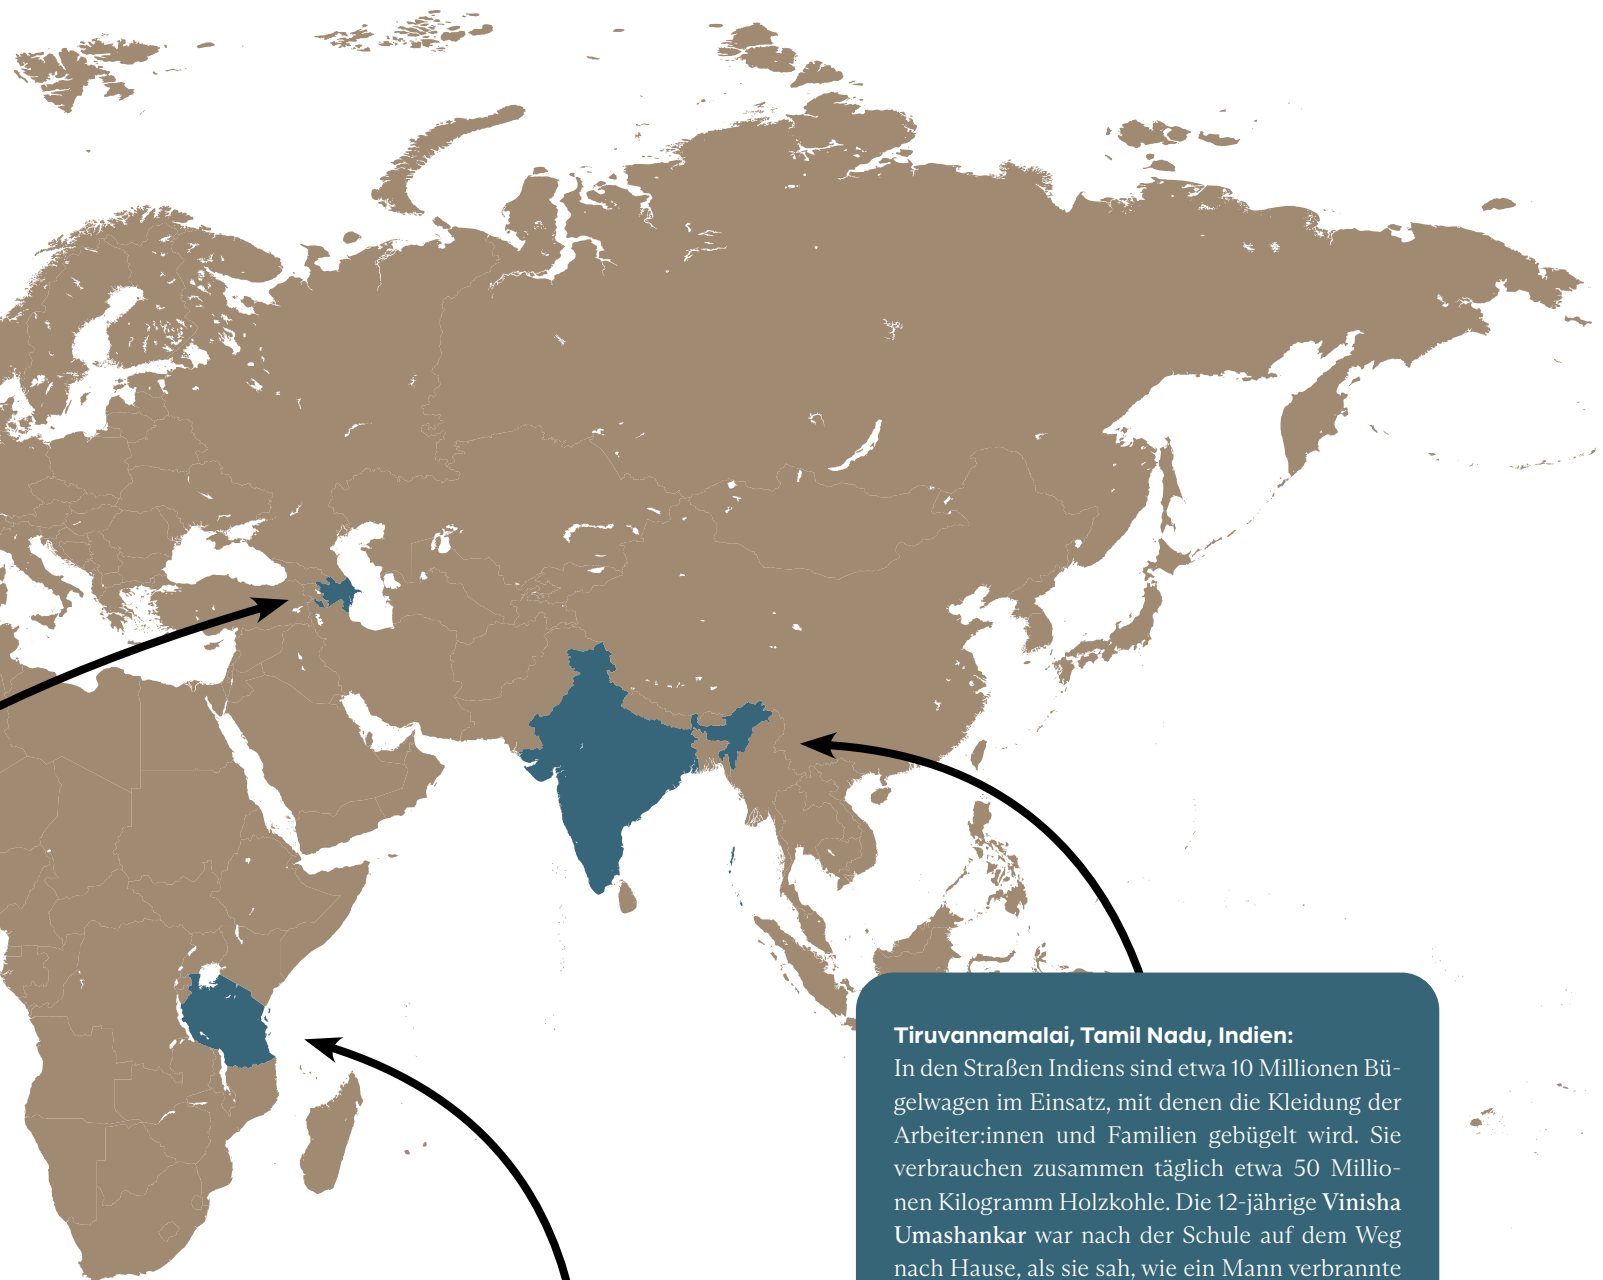 Tiruvannamalai, Tamil Nadu, Indien:
In den Straßen Indiens sind etwa 10 Millionen Bü-
gelwagen im Einsatz, mit denen die Kleidung der
Arbeiter:innen und Familien gebügelt wird. Sie
verbrauchen zusammen täglich etwa 50 Millio-
nen Kilogramm Holzkohle. Die 12-jährige Vinisha
Umashankar war nach der Schule auf dem Weg
nach Hause, als sie sah, wie ein Mann verbrannte